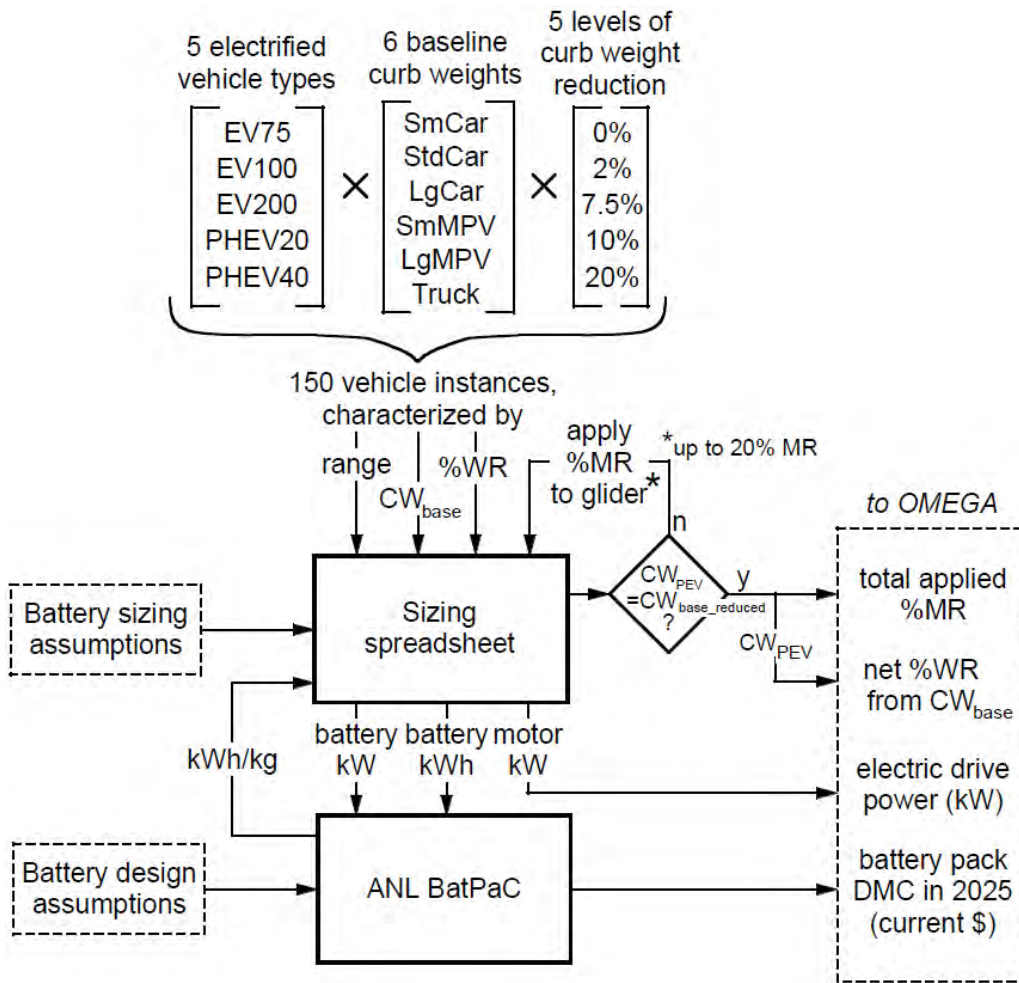 5 electrified
vehicle types
6 baseline
curb weights
5 levels of
curb weight
reduction
EV75
EV100
EV200
PHEV20
PHEV40
×
SmCar
StdCar
LgCar
SmMPV
LgMPV
Truck
×
0%
2%
7.5%
10%
20%
150 vehicle instances,
characterized by
range
CWbase
%WR
apply
%MR
to glider*
*up to 20% MR
n
to OMEGA
Battery sizing
assumptions
Sizing
spreadsheet
CWPEV
=CWbase_reduced
?
y
CWPEV
total applied
%MR
net %WR
from CWbase
kWh/kg
battery
kW
battery
kWh
motor
kW
electric drive
power (kW)
Battery design
assumptions
ANL BatPaC
battery pack
DMC in 2025
(current $)